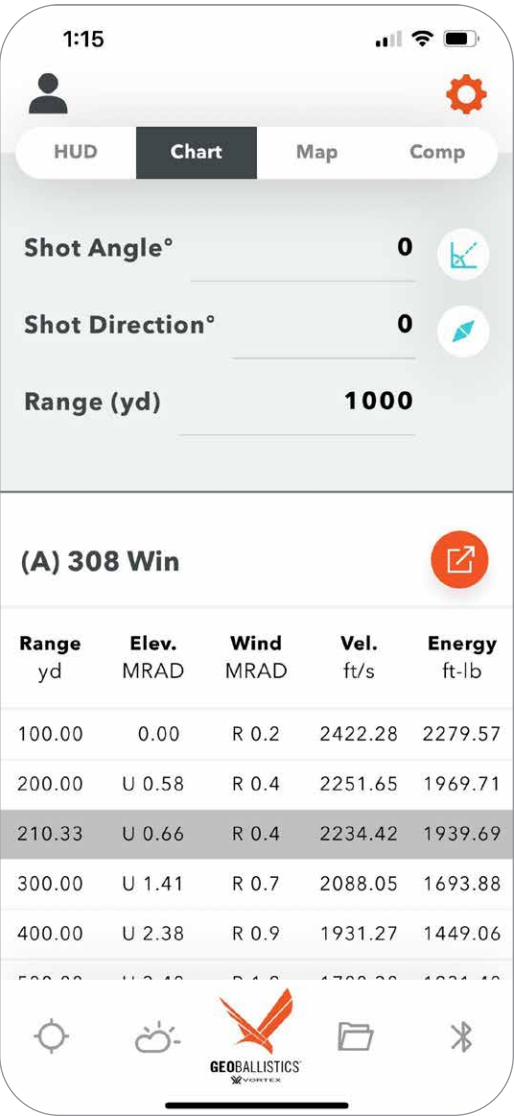 1:15
HUD Chart Map Comp
Shot Angle° 0
Shot Direction° 0
Range (yd) 1000
(A) 308 Win
Range Elev. Wind Vel. Energy
yd MRAD MRAD ft/s ft-lb
100.00 0.00 R 0.2 2422.28 2279.57
200.00 U 0.58 R 0.4 2251.65 1969.71
210.33 U 0.66 R 0.4 2234.42 1939.69
300.00 U 1.41 R 0.7 2088.05 1693.88
400.00 U 2.38 R 0.9 1931.27 1449.06
GEOBALLISTICS
VORTEX